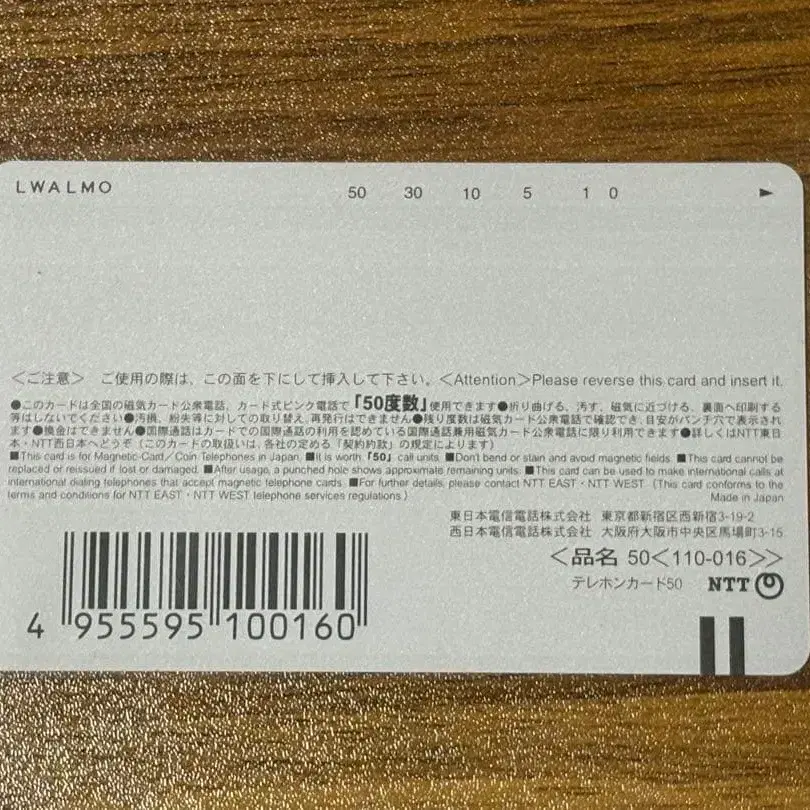 LWALMO 50 30 10 5 1 0
<ご注意> ご使用の際は、この面を下にして挿入して下さい。<Attention>Please reverse this card and insert it.
●このカードは全国の磁気カード公衆電話、カード式ピンク電話で「50度数」使用できます●折り曲げる、汚す、磁気に近づける、裏面へ印刷する
等はしないでください●汚損、紛失等に対しての取り替え、再発行はできません●残り度数は磁気カード公衆電話に表示でき、目安がパンチ穴で表示され
ます●換金はできません●国際通話はカードでの国際通話の利用を認めている国際通話兼用磁気カード公衆電話に限り利用できます●詳しくはNTT東日
本・NTT西日本へどうぞ(このカードの取扱いは、各社の定める「契約約款」の規定によります)
■This card is for Magnetic-Card/Coin Telephones in Japan. ■It is worth「50」call units. ■Don't bend or stain and avoid magnetic fields. ■This card cannot be
replaced or reissued if lost or damaged. ■After usage, a punched hole shows approximate remaining units. ■This card can be used to make international calls at
international dialing telephones that accept magnetic telephone cards. ■For further details, please contact NTT EAST・NTT WEST (This card conforms to the
terms and conditions for NTT EAST・NTT WEST telephone services regulations.)
Made in Japan
東日本電信電話株式会社 東京都新宿区西新宿3-19-2
西日本電信電話株式会社 大阪府大阪市中央区馬場町3-15
<品名 50<110-016>>
テレホンカード50 NTT
4 955595 100160